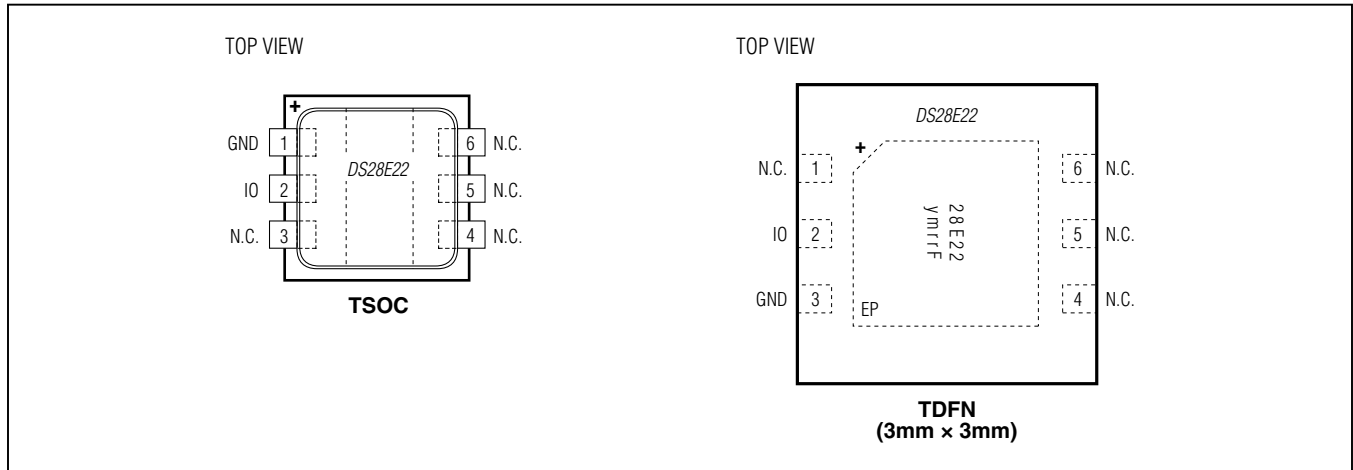 TOP VIEW
+
GND 1
IO 2
N.C. 3
DS28E22
6 N.C.
5 N.C.
4 N.C.
TSOC
TOP VIEW
DS28E22
+
N.C. 1
IO 2
GND 3
28E22
ymrrF
EP
6 N.C.
5 N.C.
4 N.C.
TDFN
(3mm × 3mm)